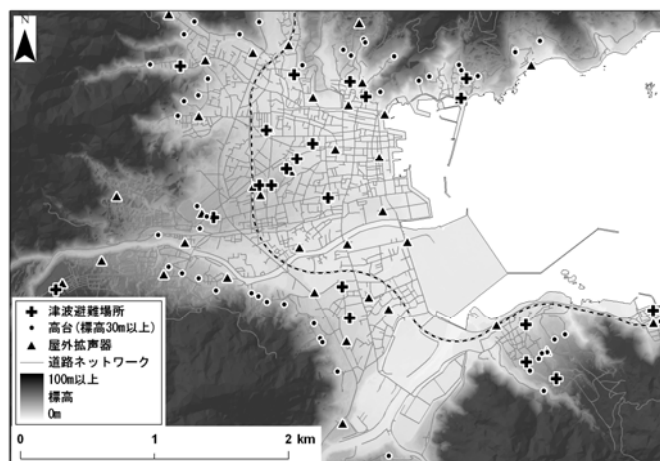 N
津波避難場所
高台(標高30m以上)
屋外拡声器
道路ネットワーク
100m以上
標高
0m
0 1 2 km